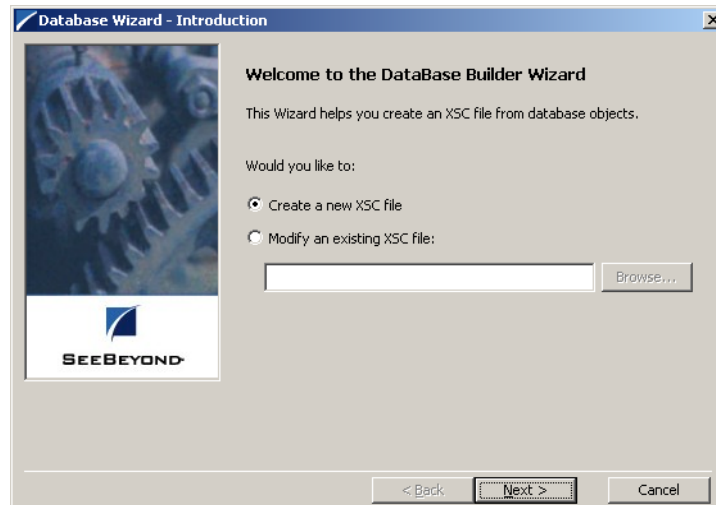 Database Wizard - Introduction
Welcome to the DataBase Builder Wizard
This Wizard helps you create an XSC file from database objects.
Would you like to:
Create a new XSC file
Modify an existing XSC file:
Browse...
SEEBEYOND
< Back
Next >
Cancel